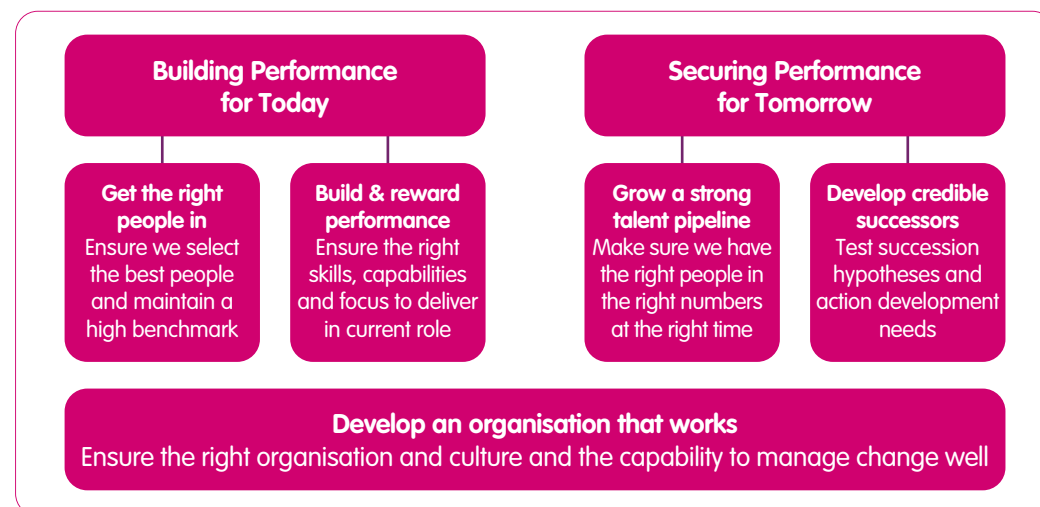 Building Performance
for Today
Securing Performance
for Tomorrow
Get the right
people in
Ensure we select
the best people
and maintain a
high benchmark
Build & reward
performance
Ensure the right
skills, capabilities
and focus to deliver
in current role
Grow a strong
talent pipeline
Make sure we have
the right people in
the right numbers
at the right time
Develop credible
successors
Test succession
hypotheses and
action development
needs
Develop an organisation that works
Ensure the right organisation and culture and the capability to manage change well